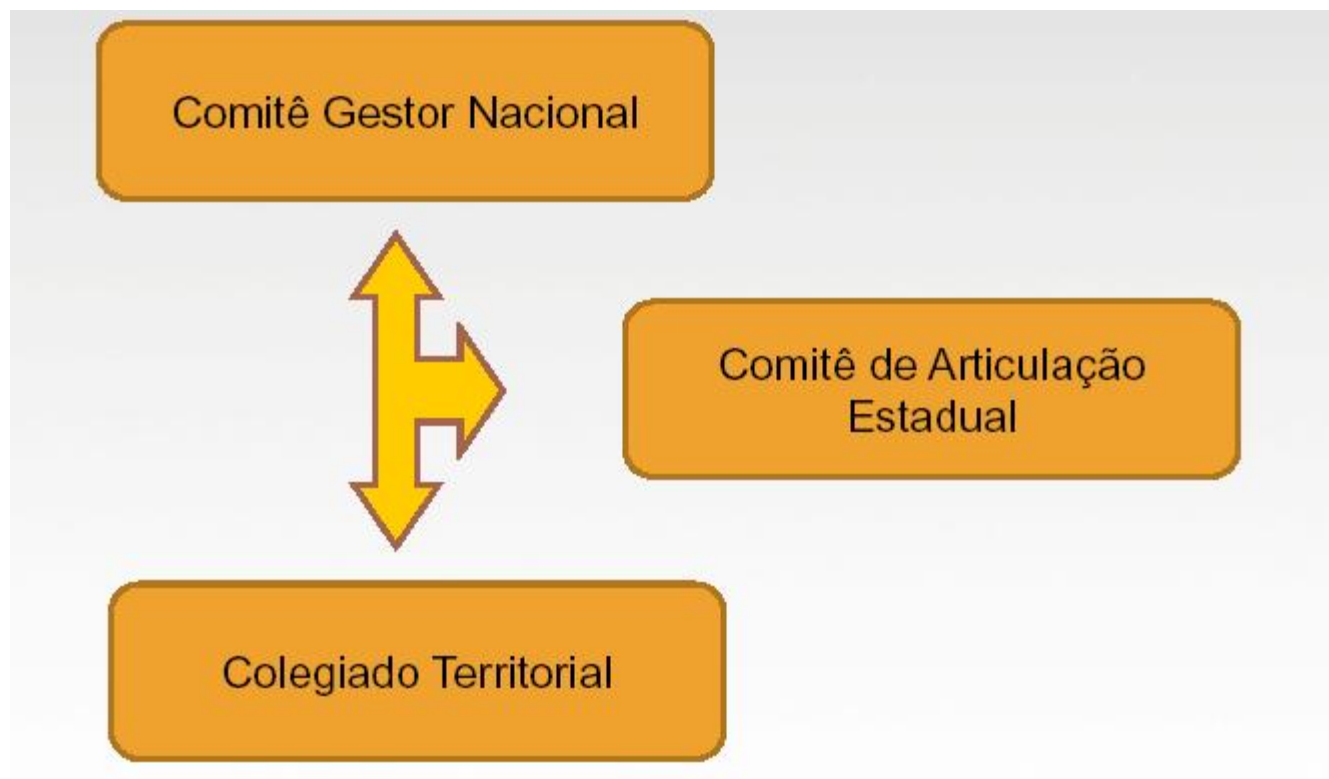 Comitê Gestor Nacional
Comitê de Articulação
Estadual
Colegiado Territorial